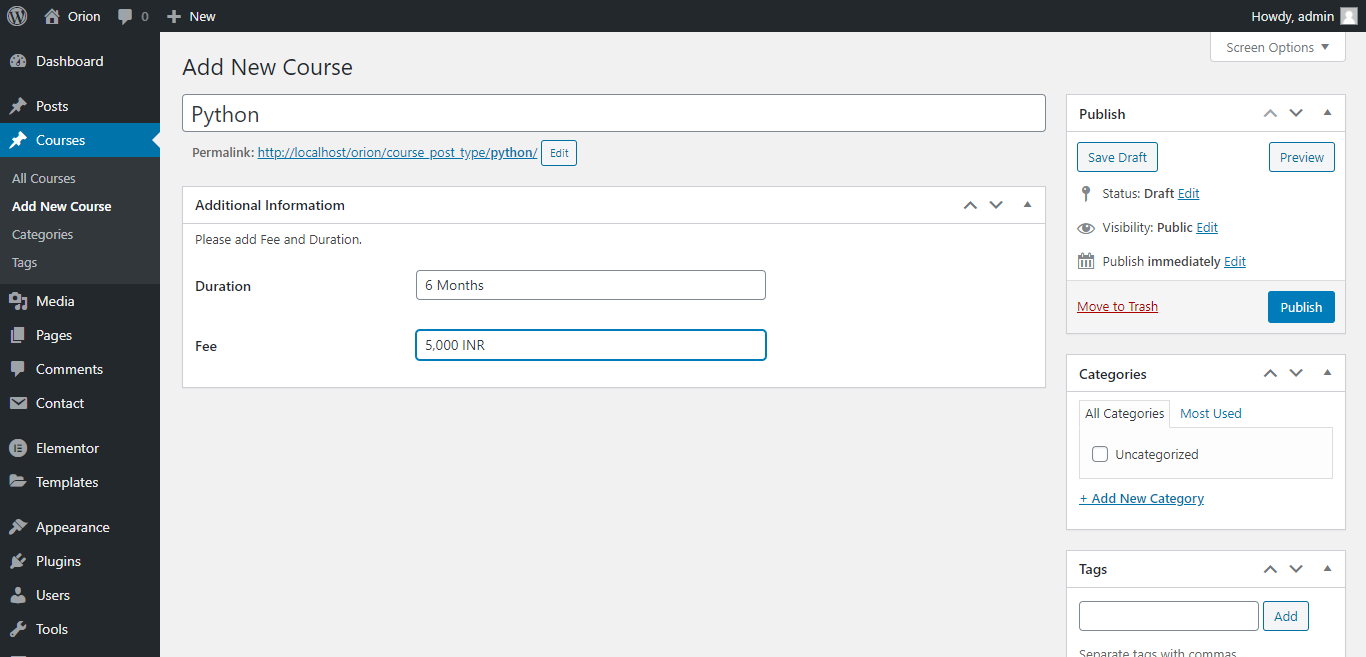 Orion 0 New Howdy, admin
Screen Options
Dashboard
Posts
Courses
All Courses
Add New Course
Categories
Tags
Media
Pages
Comments
Contact
Elementor
Templates
Appearance
Plugins
Users
Tools
Add New Course
Python
Permalink: http://localhost/orion/course_post_type/python/ Edit
Additional Informatiom
Please add Fee and Duration.
Duration 6 Months
Fee 5,000 INR
Publish
Save Draft Preview
Status: Draft Edit
Visibility: Public Edit
Publish immediately Edit
Move to Trash Publish
Categories
All Categories Most Used
Uncategorized
+ Add New Category
Tags
Add
Separate tags with commas